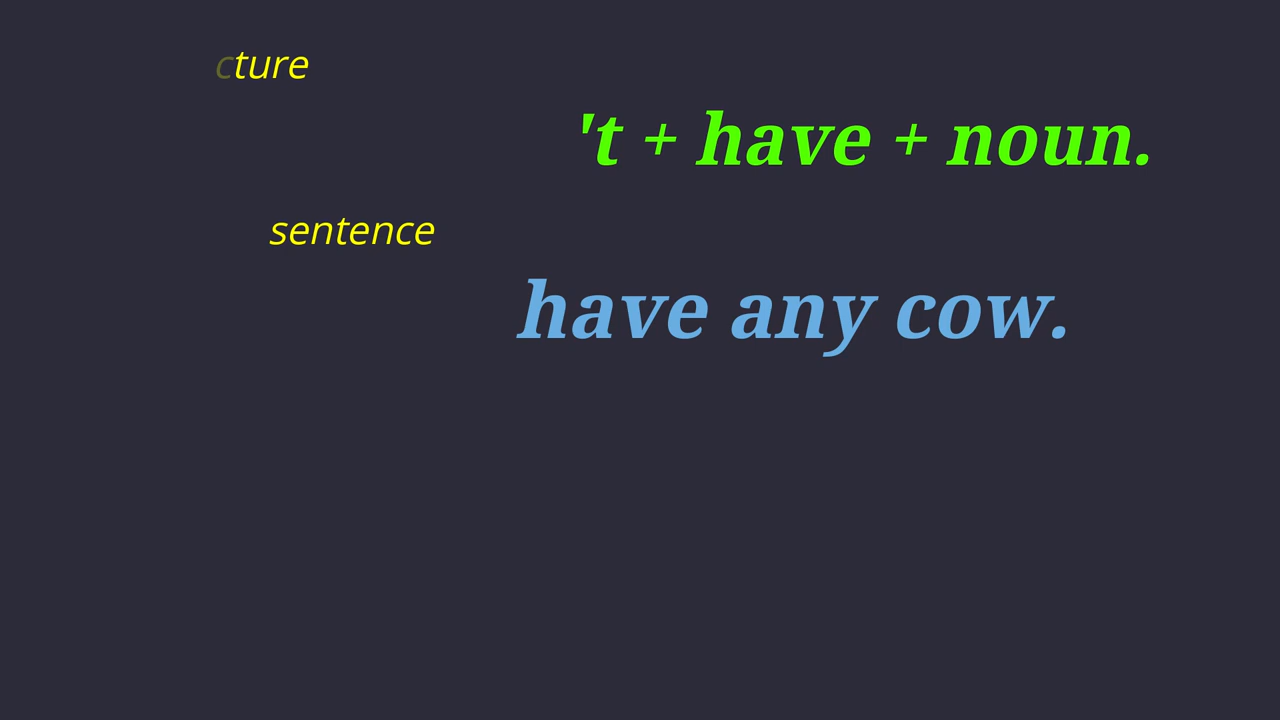 cture
't + have + noun.
sentence
have any cow.